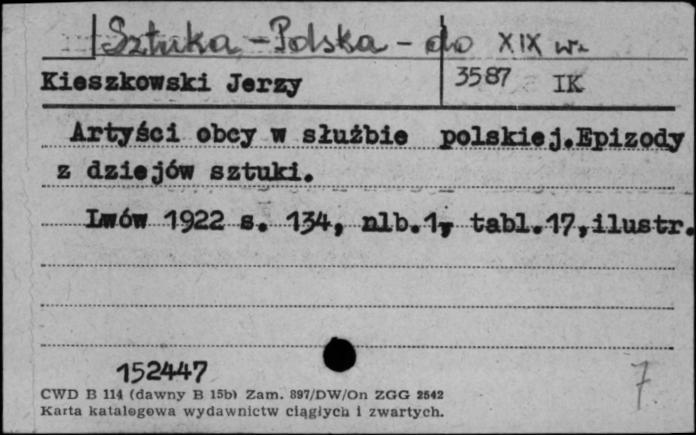 Sztuka - Polska - do XIX w.
Kieszkowski Jerzy 3587 IK
Artyści obcy w służbie polskiej.Epizody
z dziejów sztuki.
Lwów 1922 s. 134, nlb.1, tabl.17,ilustr.
152447
7
CWD B 114 (dawny B 15b) Zam. 897/DW/On ZGG 2542
Karta katalogowa wydawnictw ciągłych i zwartych.